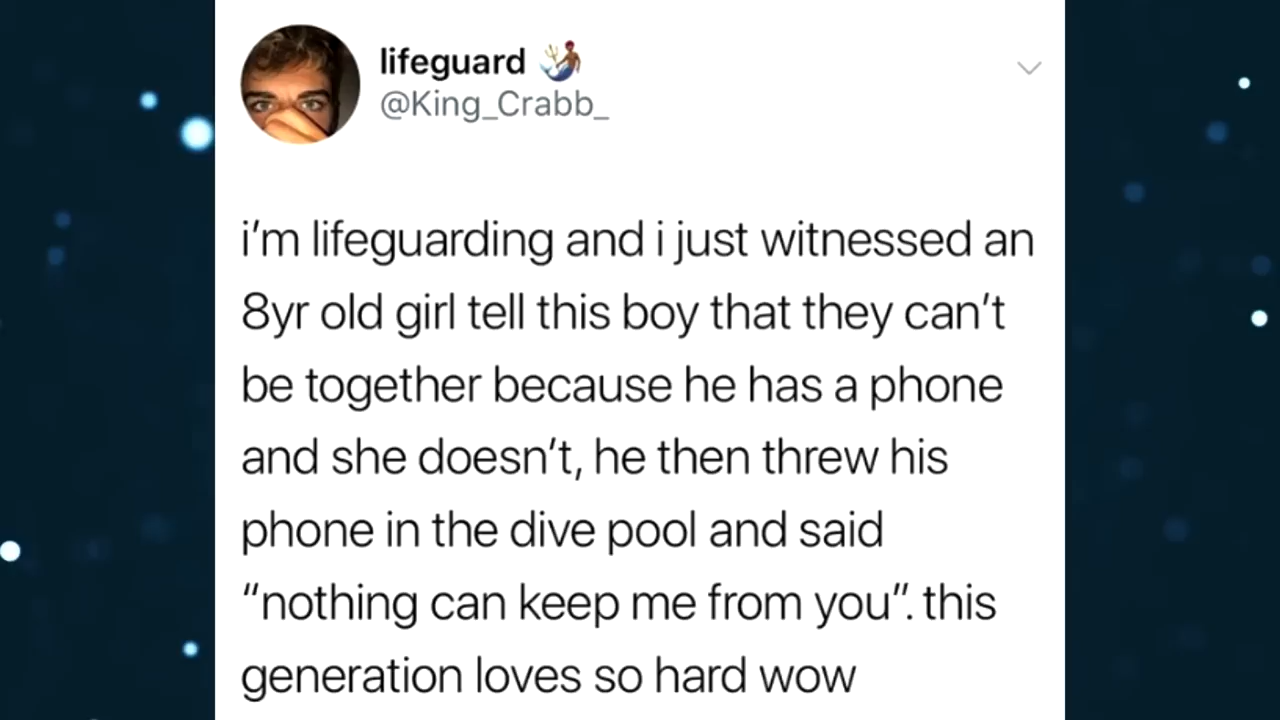 lifeguard 🧜🏾‍♂️
@King_Crabb_
i'm lifeguarding and i just witnessed an
8yr old girl tell this boy that they can't
be together because he has a phone
and she doesn't, he then threw his
phone in the dive pool and said
“nothing can keep me from you”. this
generation loves so hard wow